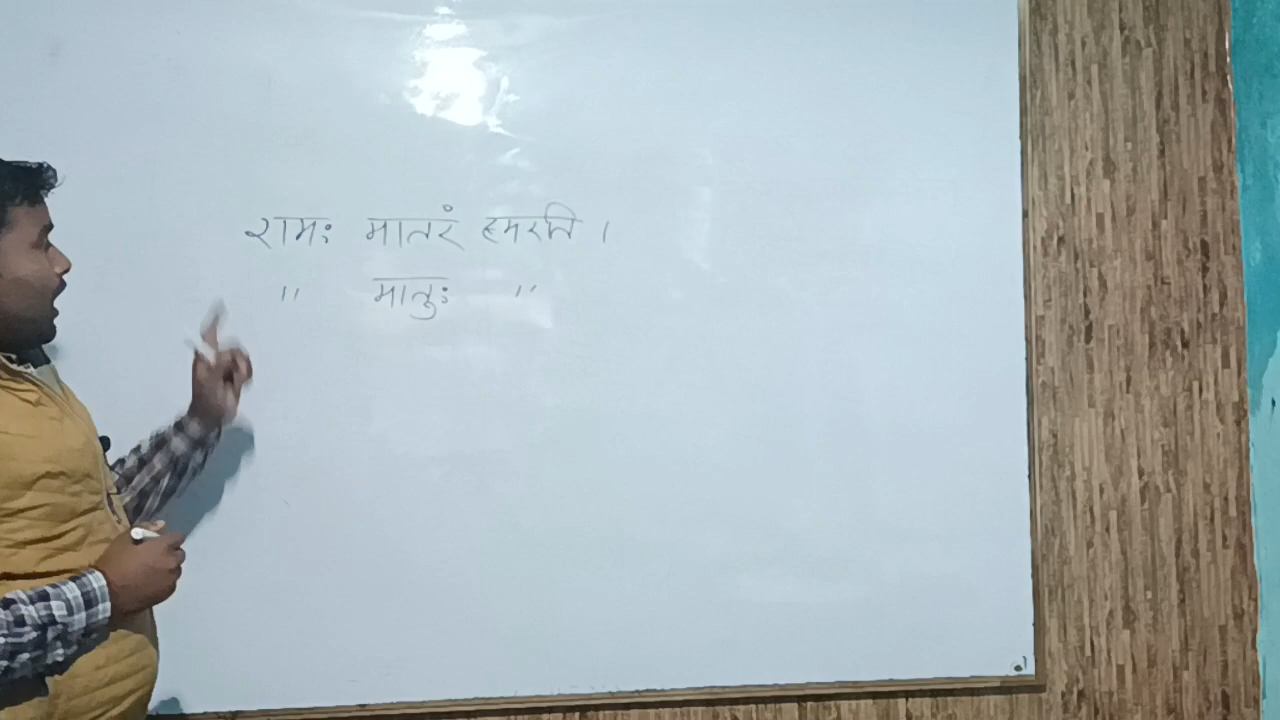 रामः मातरं स्मरति ।
" मातुः "